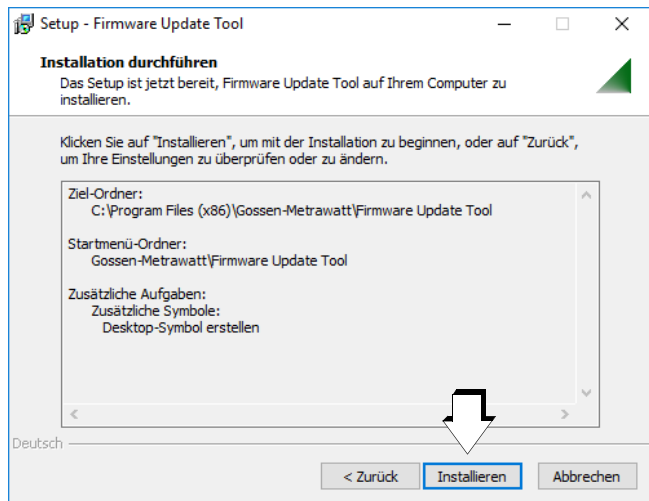 Setup - Firmware Update Tool
Installation durchführen
Das Setup ist jetzt bereit, Firmware Update Tool auf Ihrem Computer zu
installieren.
Klicken Sie auf "Installieren", um mit der Installation zu beginnen, oder auf "Zurück",
um Ihre Einstellungen zu überprüfen oder zu ändern.
Ziel-Ordner:
C:\Program Files (x86)\Gossen-Metrawatt\Firmware Update Tool
Startmenü-Ordner:
Gossen-Metrawatt\Firmware Update Tool
Zusätzliche Aufgaben:
Zusätzliche Symbole:
Desktop-Symbol erstellen
Deutsch
< Zurück Installieren Abbrechen